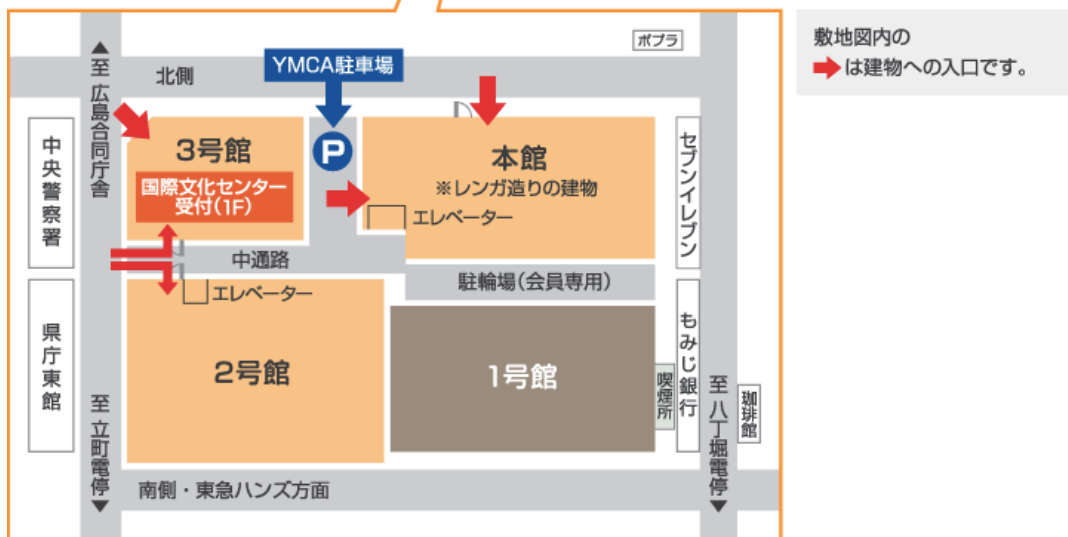 ポプラ
敷地図内の
➡は建物への入口です。
YMCA駐車場
北側
▲至 広島合同庁舎
中央警察署
3号館
国際文化センター
受付(1F)
P
本館
※レンガ造りの建物
エレベーター
セブンイレブン
中通路
駐輪場(会員専用)
エレベーター
県庁東館
2号館
1号館
喫煙所
もみじ銀行
珈琲館
至 立町電停▼
至 八丁堀電停▼
南側・東急ハンズ方面